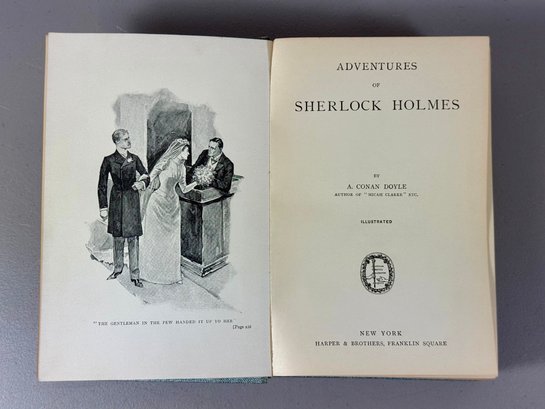 "THE GENTLEMAN IN THE PEW HANDED IT UP TO HER"
[Page
ADVENTURES
OF
SHERLOCK HOLMES
BY
A. CONAN DOYLE
AUTHOR OF "MICAH CLARKE" ETC.
ILLUSTRATED
NEW YORK
HARPER & BROTHERS, FRANKLIN SQUARE